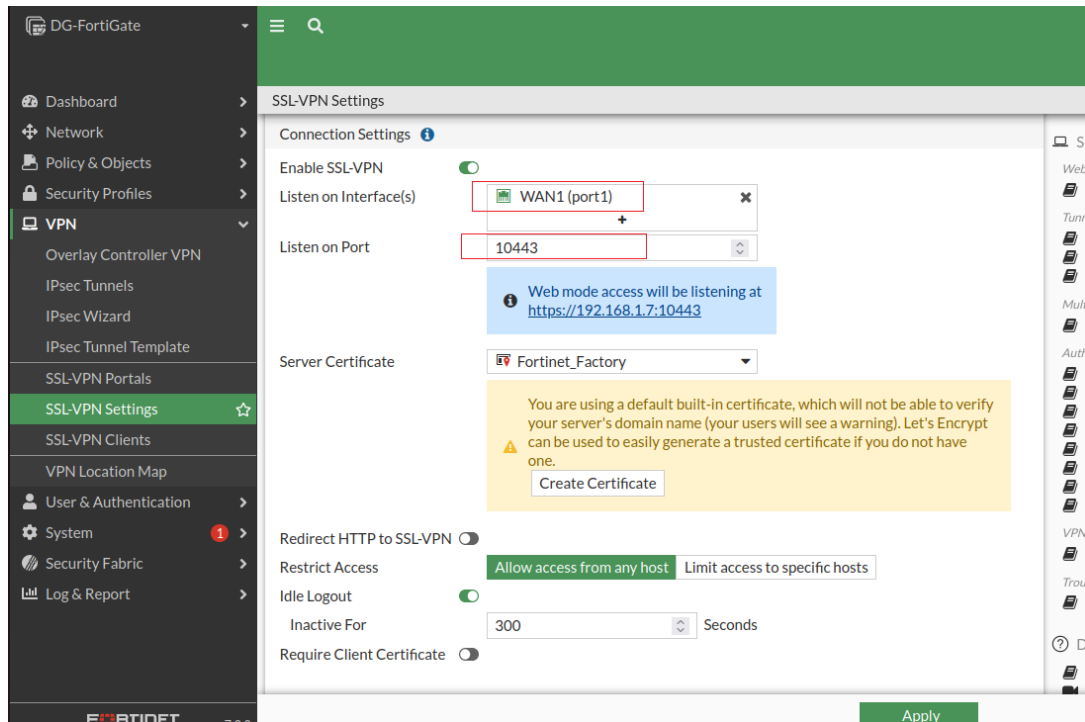 DG-FortiGate
Dashboard
Network
Policy & Objects
Security Profiles
VPN
Overlay Controller VPN
IPsec Tunnels
IPsec Wizard
IPsec Tunnel Template
SSL-VPN Portals
SSL-VPN Settings
SSL-VPN Clients
VPN Location Map
User & Authentication
System 1
Security Fabric
Log & Report
FORTINET
SSL-VPN Settings
Connection Settings
Enable SSL-VPN
Listen on Interface(s) WAN1 (port1)
+
Listen on Port 10443
Web mode access will be listening at
https://192.168.1.7:10443
Server Certificate Fortinet_Factory
You are using a default built-in certificate, which will not be able to verify
your server's domain name (your users will see a warning). Let's Encrypt
can be used to easily generate a trusted certificate if you do not have
one.
Create Certificate
Redirect HTTP to SSL-VPN
Restrict Access Allow access from any host Limit access to specific hosts
Idle Logout
Inactive For 300 Seconds
Require Client Certificate
Apply
S
Web
Tunn
Mul
Auth
VPN
Trou
D